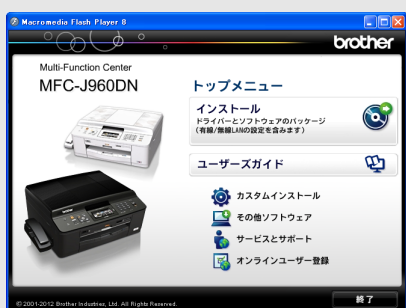 Macromedia Flash Player 8
brother
Multi-Function Center
MFC-J960DN
トップメニュー
インストール
ドライバーとソフトウェアのパッケージ
(有線/無線LANの設定を含みます)
ユーザーズガイド
カスタムインストール
その他ソフトウェア
サービスとサポート
オンラインユーザー登録
© 2001-2012 Brother Industries, Ltd. All Rights Reserved.
終了